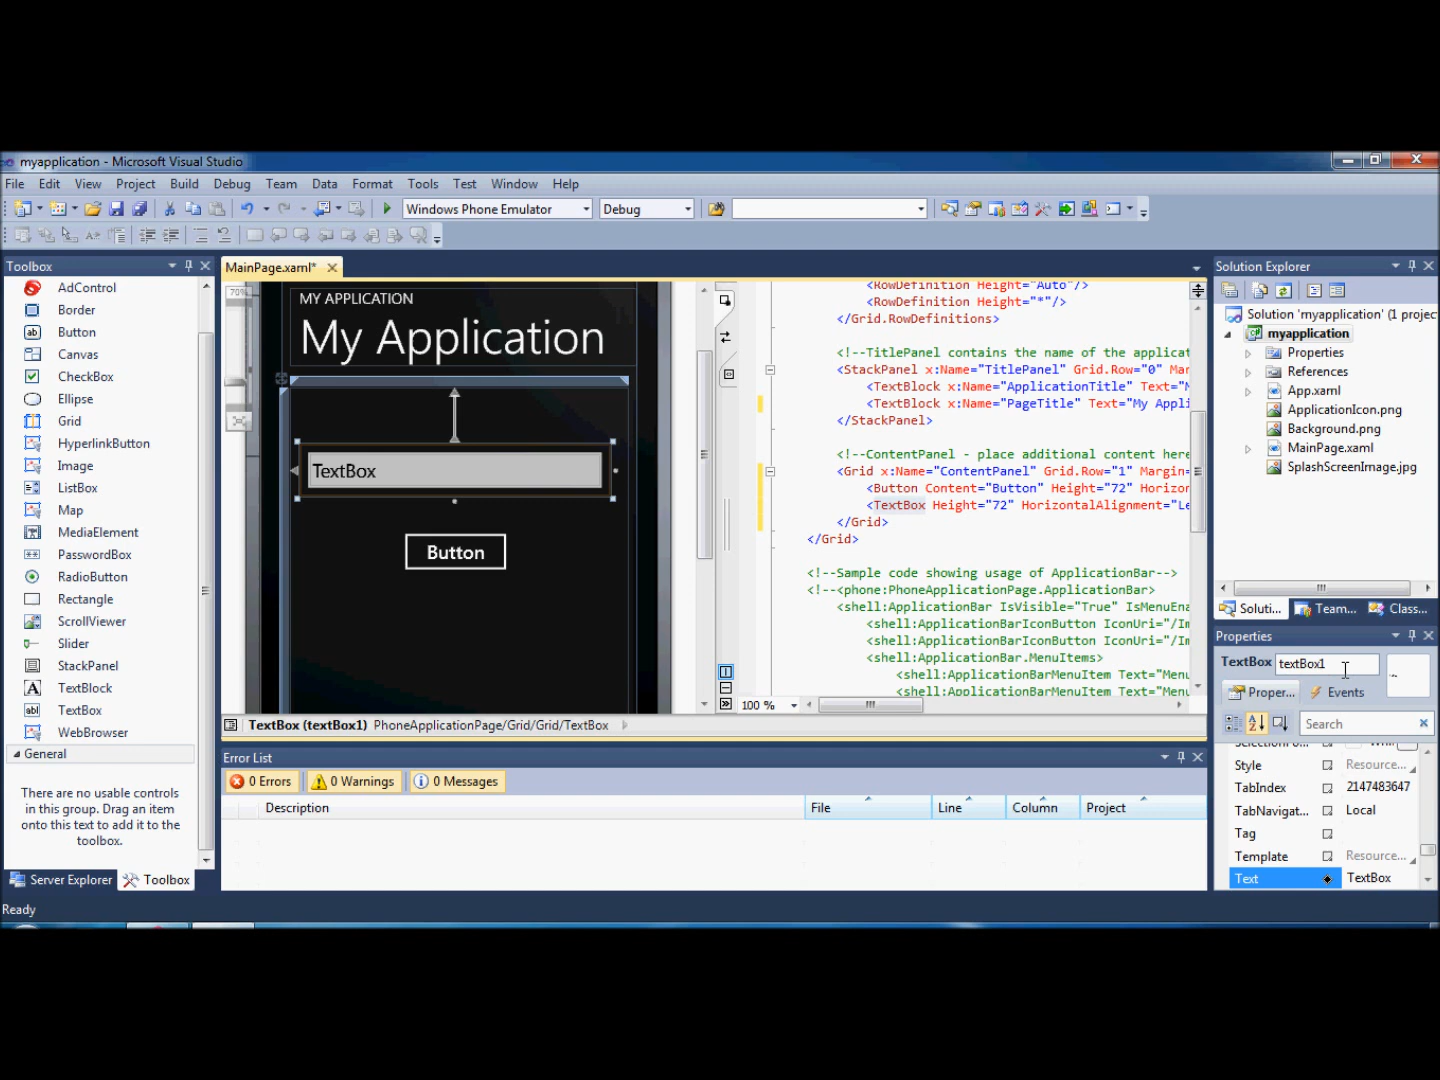 myapplication - Microsoft Visual Studio
File Edit View Project Build Debug Team Data Format Tools Test Window Help
Windows Phone Emulator Debug
Toolbox
AdControl
Border
Button
Canvas
CheckBox
Ellipse
Grid
HyperlinkButton
Image
ListBox
Map
MediaElement
PasswordBox
RadioButton
Rectangle
ScrollViewer
Slider
StackPanel
TextBlock
TextBox
WebBrowser
General
There are no usable controls
in this group. Drag an item
onto this text to add it to the
toolbox.
Server Explorer Toolbox
Ready
MainPage.xaml*
70%
MY APPLICATION
My Application
TextBox
Button
<RowDefinition Height="Auto"/>
<RowDefinition Height="*"/>
</Grid.RowDefinitions>
<!--TitlePanel contains the name of the applicat
<StackPanel x:Name="TitlePanel" Grid.Row="0" Mar
<TextBlock x:Name="ApplicationTitle" Text="M
<TextBlock x:Name="PageTitle" Text="My Appli
</StackPanel>
<!--ContentPanel - place additional content here
<Grid x:Name="ContentPanel" Grid.Row="1" Margin=
<Button Content="Button" Height="72" Horizon
<TextBox Height="72" HorizontalAlignment="Le
</Grid>
</Grid>
<!--Sample code showing usage of ApplicationBar-->
<!--<phone:PhoneApplicationPage.ApplicationBar>
<shell:ApplicationBar IsVisible="True" IsMenuEna
<shell:ApplicationBarIconButton IconUri="/Im
<shell:ApplicationBarIconButton IconUri="/Im
<shell:ApplicationBar.MenuItems>
<shell:ApplicationBarMenuItem Text="Menu
<shell:ApplicationBarMenuItem Text="Menu
100 %
TextBox (textBox1) PhoneApplicationPage/Grid/Grid/TextBox
Error List
0 Errors 0 Warnings 0 Messages
Description File Line Column Project
Solution Explorer
Solution 'myapplication' (1 projec
myapplication
Properties
References
App.xaml
ApplicationIcon.png
Background.png
MainPage.xaml
SplashScreenImage.jpg
Soluti... Team... Class...
Properties
TextBox textBox1
Proper... Events
Search
Style Resource...
TabIndex 2147483647
TabNavigat... Local
Tag
Template Resource...
Text TextBox